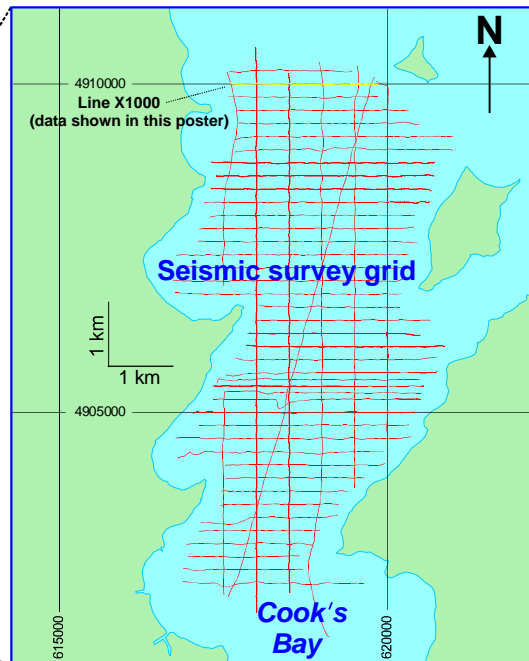 N
4910000
Line X1000
(data shown in this poster)
Seismic survey grid
1 km
1 km
4905000
Cook's
Bay
615000
620000